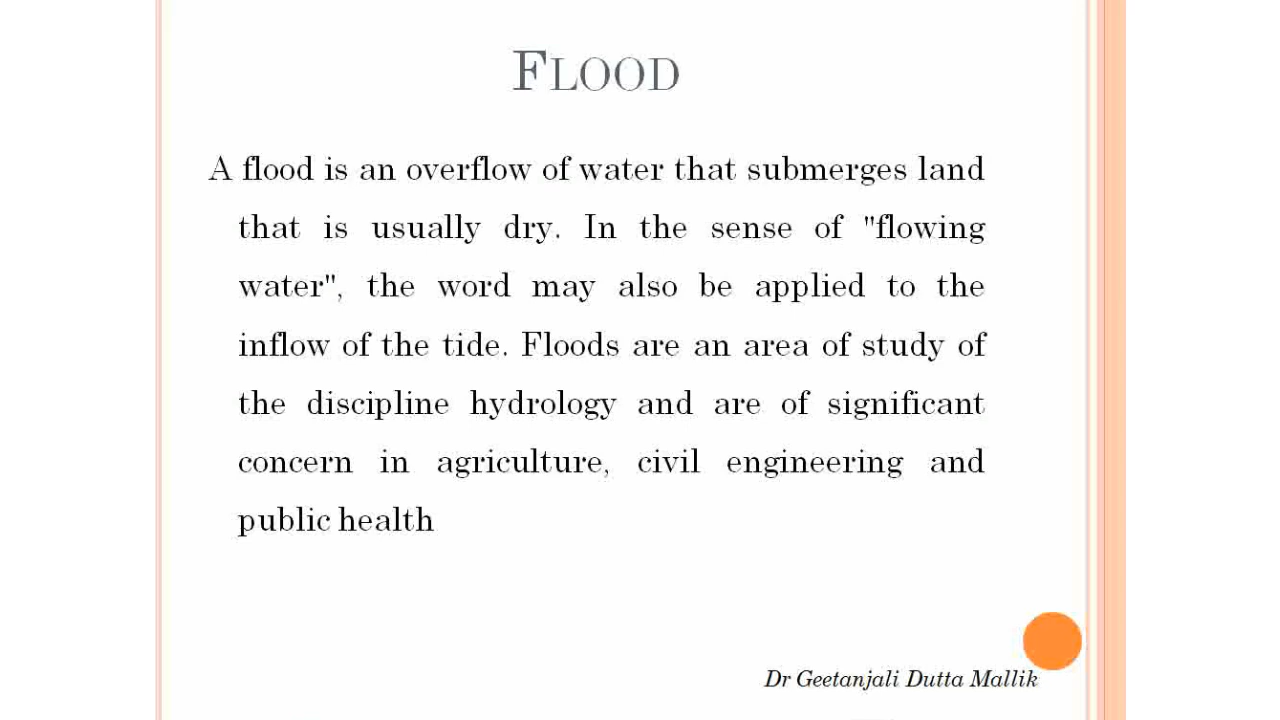 FLOOD
A flood is an overflow of water that submerges land
that is usually dry. In the sense of "flowing
water", the word may also be applied to the
inflow of the tide. Floods are an area of study of
the discipline hydrology and are of significant
concern in agriculture, civil engineering and
public health
Dr Geetanjali Dutta Mallik